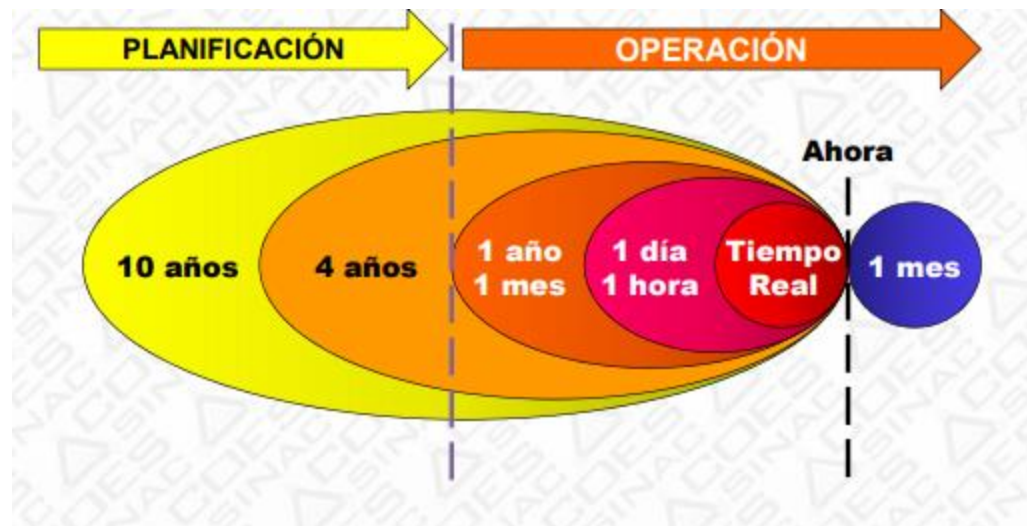 PLANIFICACIÓN
OPERACIÓN
Ahora
10 años
4 años
1 año
1 mes
1 día
1 hora
Tiempo
Real
1 mes